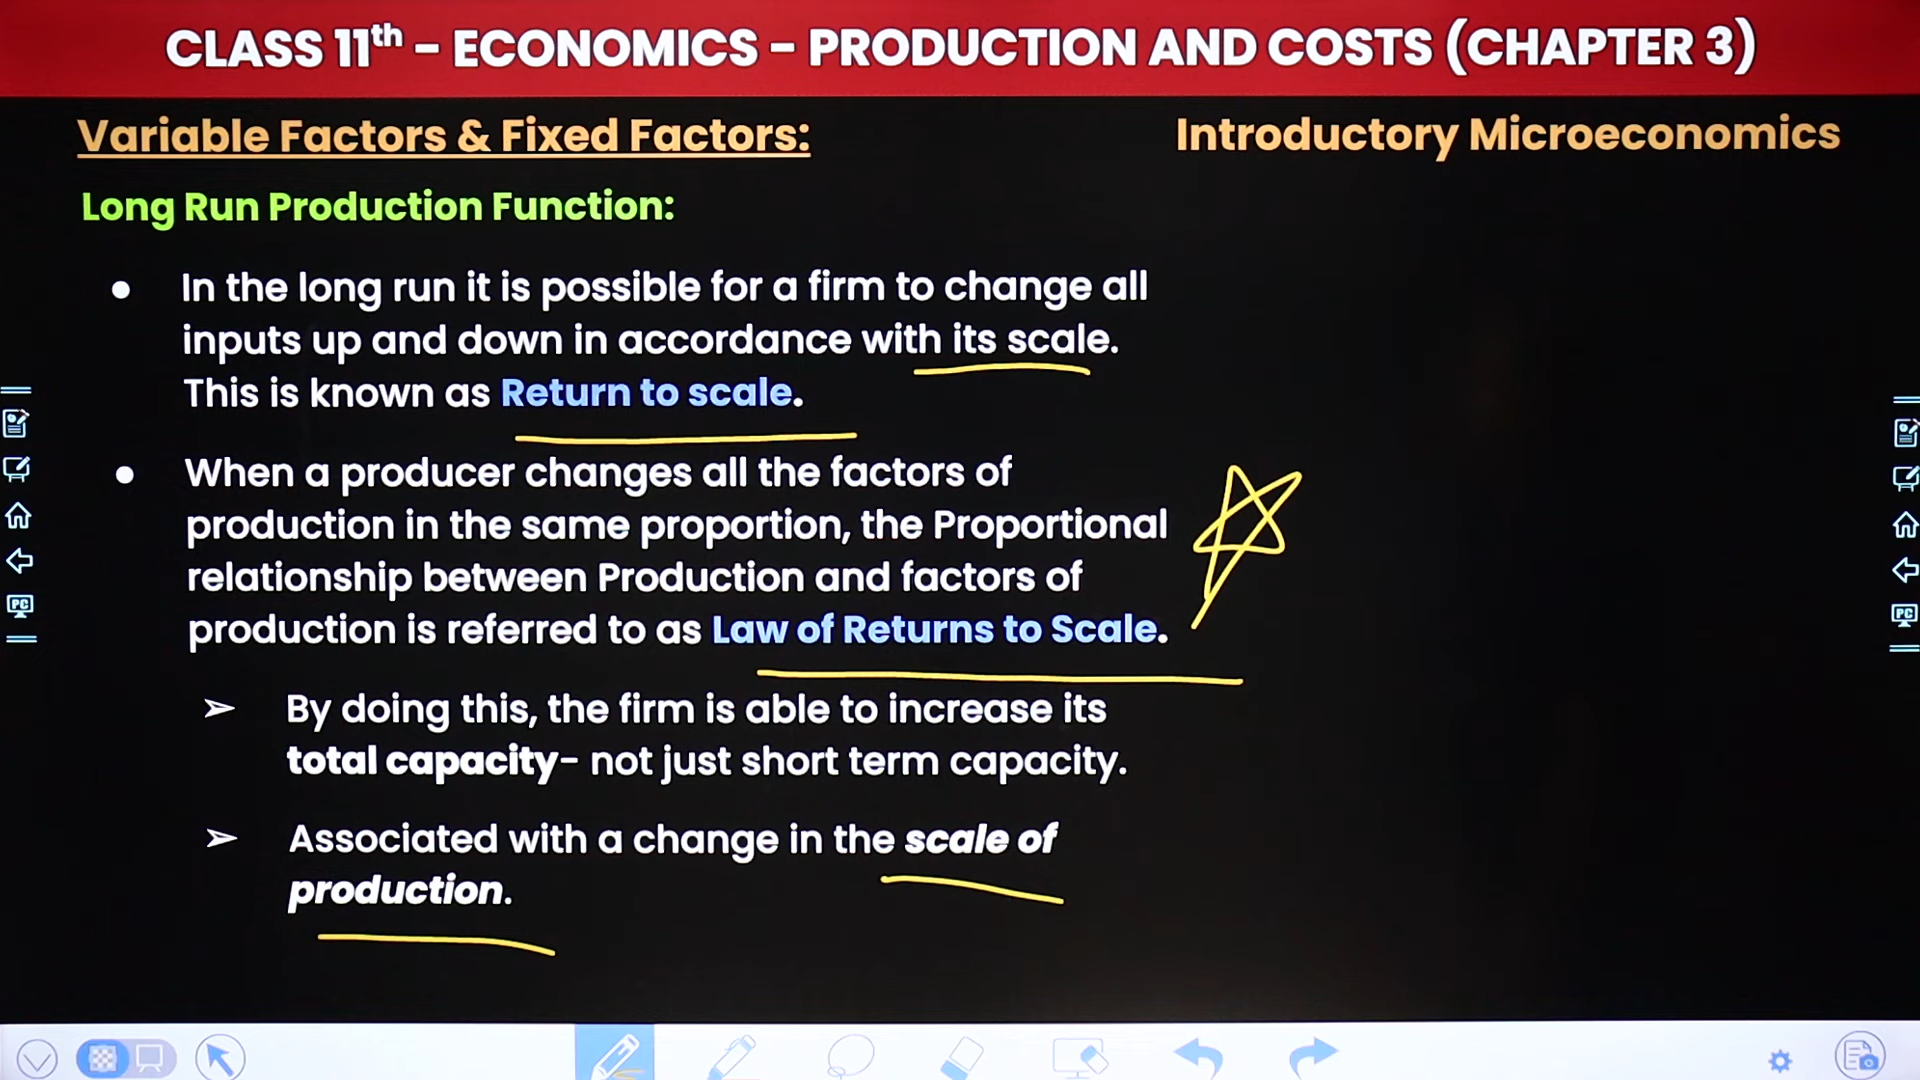 CLASS 11th - ECONOMICS - PRODUCTION AND COSTS (CHAPTER 3)
Variable Factors & Fixed Factors:
Introductory Microeconomics
Long Run Production Function:
● In the long run it is possible for a firm to change all
inputs up and down in accordance with its scale.
This is known as Return to scale.
● When a producer changes all the factors of
production in the same proportion, the Proportional
relationship between Production and factors of
production is referred to as Law of Returns to Scale.
➢ By doing this, the firm is able to increase its
total capacity- not just short term capacity.
➢ Associated with a change in the scale of
production.
PC
PC